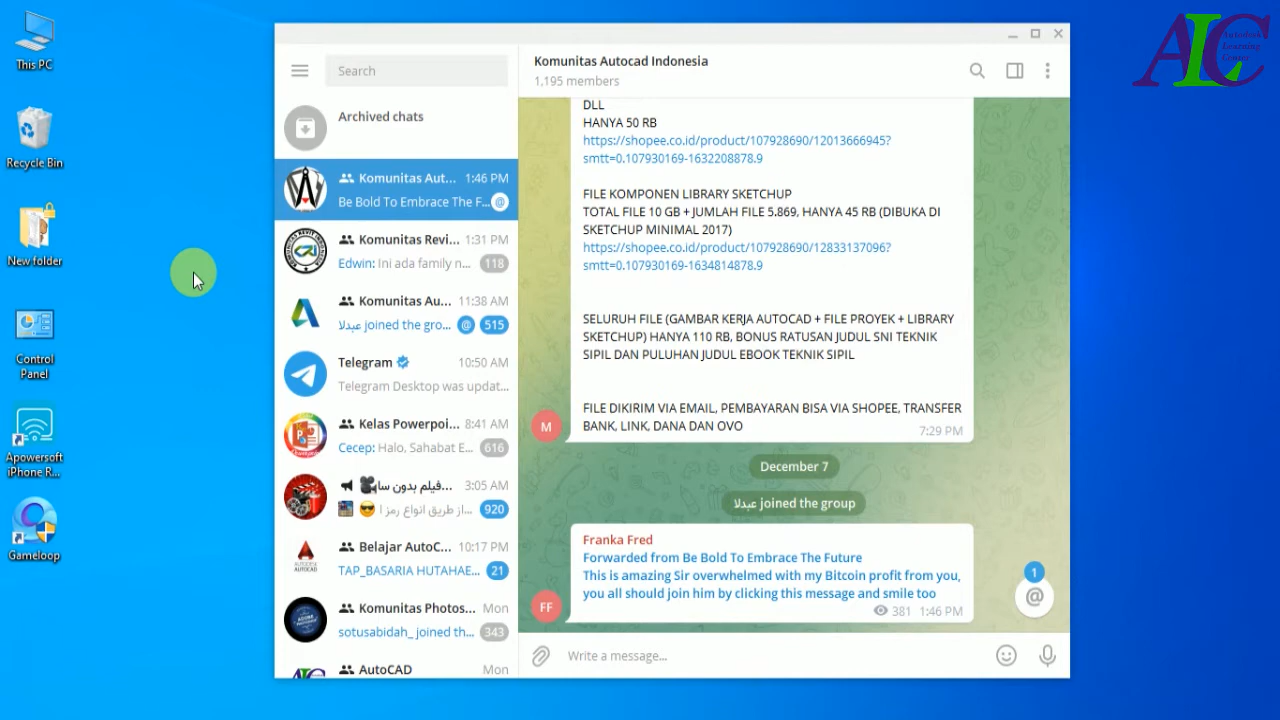 This PC
Recycle Bin
New folder
Control
Panel
Apowersoft
iPhone R...
Gameloop
ALC
Autodesk
Learning
Center
Search
Archived chats
Komunitas Aut... 1:46 PM
Be Bold To Embrace The F... @
Komunitas Revi... 1:31 PM
Edwin: Ini ada family n... 118
Komunitas Au... 11:38 AM
عبدلا joined the gro... @ 515
Telegram 10:50 AM
Telegram Desktop was updat...
Kelas Powerpoi... 8:41 AM
Cecep: Halo, Sahabat E... 616
فیلم بدون سا... 3:05 AM
از طریق انواع رمز ا... 920
Belajar AutoC... 10:17 PM
TAP_BASARIA HUTAHAE... 21
Komunitas Photos... Mon
sotusabidah_ joined th... 343
AutoCAD Mon
Komunitas Autocad Indonesia
1,195 members
DLL
HANYA 50 RB
https://shopee.co.id/product/107928690/12013666945?
smtt=0.107930169-1632208878.9
FILE KOMPONEN LIBRARY SKETCHUP
TOTAL FILE 10 GB + JUMLAH FILE 5.869, HANYA 45 RB (DIBUKA DI
SKETCHUP MINIMAL 2017)
https://shopee.co.id/product/107928690/12833137096?
smtt=0.107930169-1634814878.9
SELURUH FILE (GAMBAR KERJA AUTOCAD + FILE PROYEK + LIBRARY
SKETCHUP) HANYA 110 RB, BONUS RATUSAN JUDUL SNI TEKNIK
SIPIL DAN PULUHAN JUDUL EBOOK TEKNIK SIPIL
FILE DIKIRIM VIA EMAIL, PEMBAYARAN BISA VIA SHOPEE, TRANSFER
BANK, LINK, DANA DAN OVO
7:29 PM
M
December 7
عبدلا joined the group
Franka Fred
Forwarded from Be Bold To Embrace The Future
This is amazing Sir overwhelmed with my Bitcoin profit from you,
you all should join him by clicking this message and smile too
381 1:46 PM
FF
1
@
Write a message...